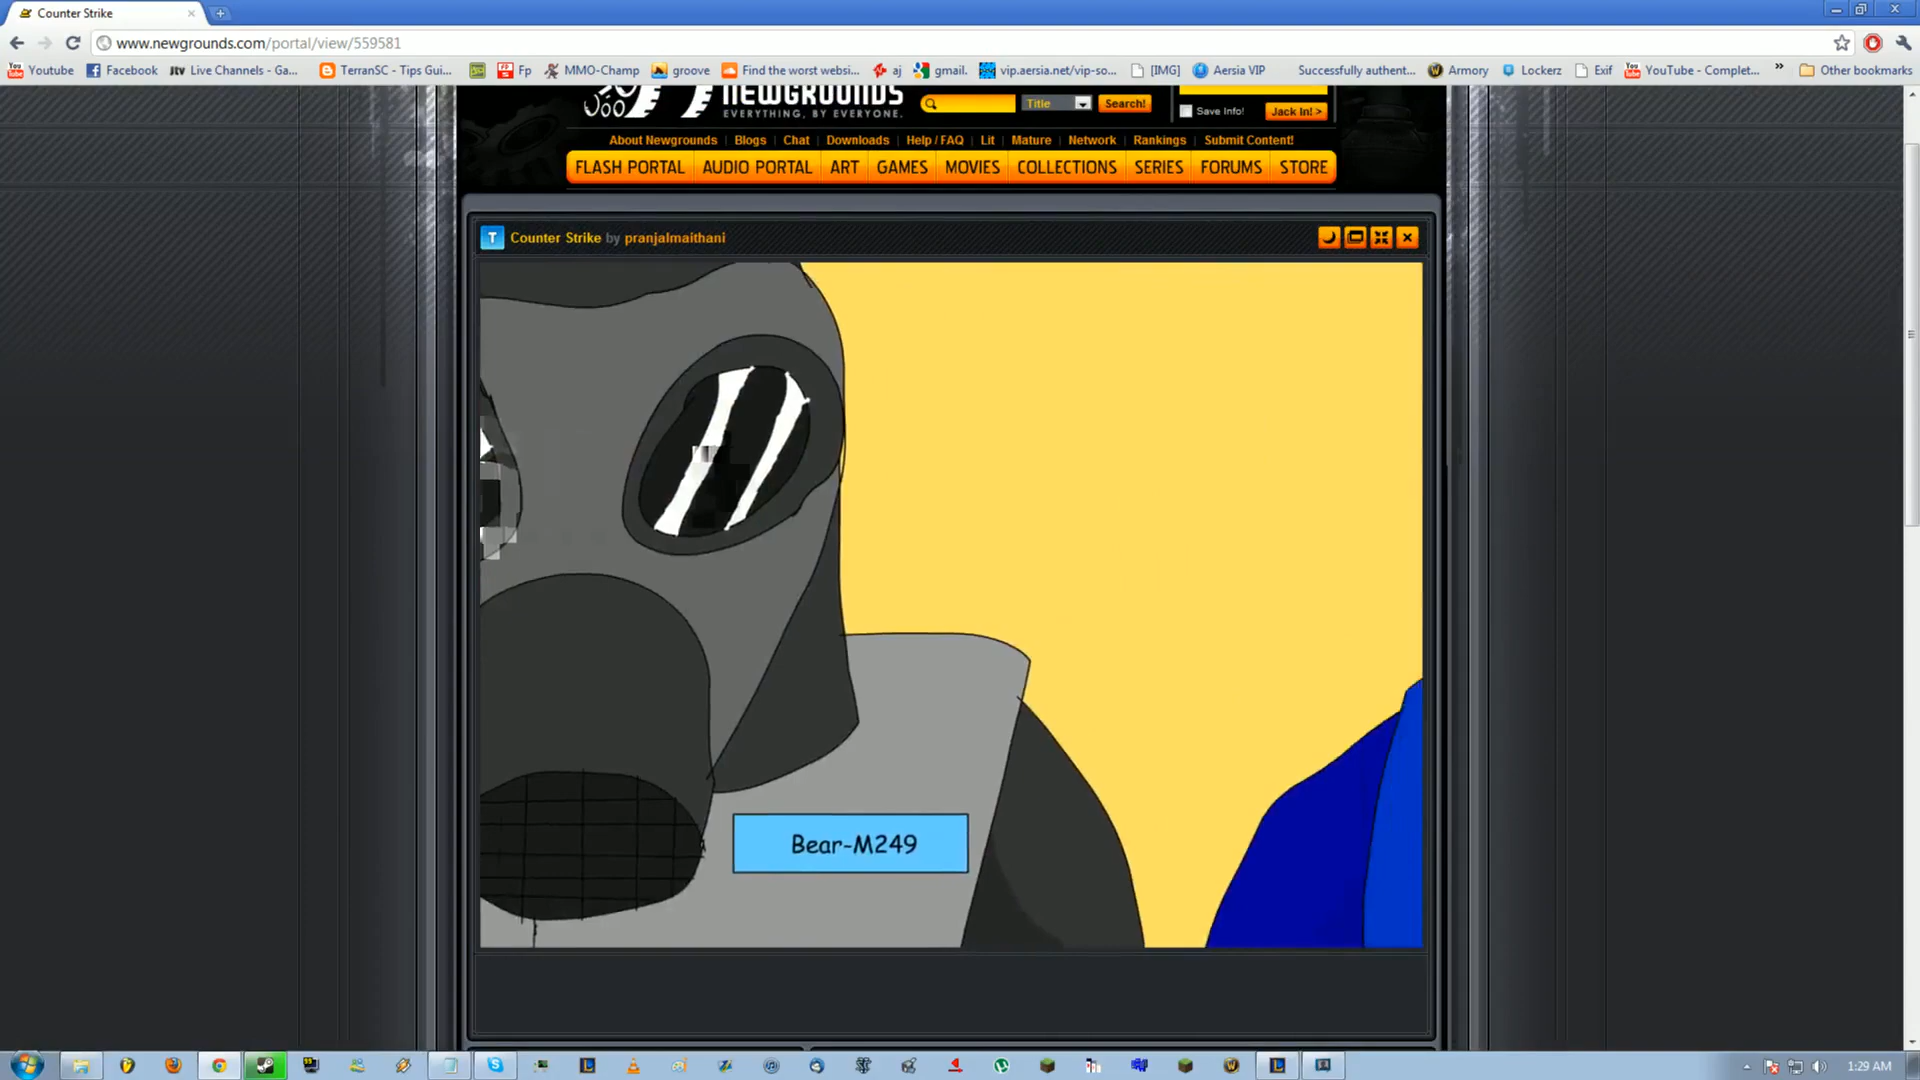 Counter Strike
www.newgrounds.com/portal/view/559581
Youtube Facebook Live Channels - Ga... TerranSC - Tips Gui... Fp MMO-Champ groove Find the worst websi... aj gmail. vip.aersia.net/vip-so... [IMG] Aersia VIP Successfully authent... Armory Lockerz Exif YouTube - Complet... » Other bookmarks
NEWGROUNDS
EVERYTHING, BY EVERYONE.
Title Search! Save Info! Jack In! >
About Newgrounds | Blogs | Chat | Downloads | Help / FAQ | Lit | Mature | Network | Rankings | Submit Content!
FLASH PORTAL AUDIO PORTAL ART GAMES MOVIES COLLECTIONS SERIES FORUMS STORE
T Counter Strike by pranjalmaithani
Bear-M249
1:29 AM